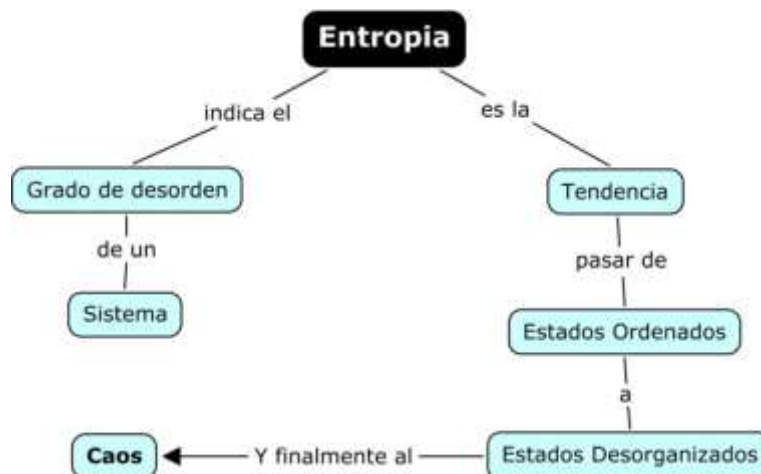 Entropia
indica el
es la
Grado de desorden
Tendencia
de un
pasar de
Sistema
Estados Ordenados
a
Caos
Y finalmente al
Estados Desorganizados